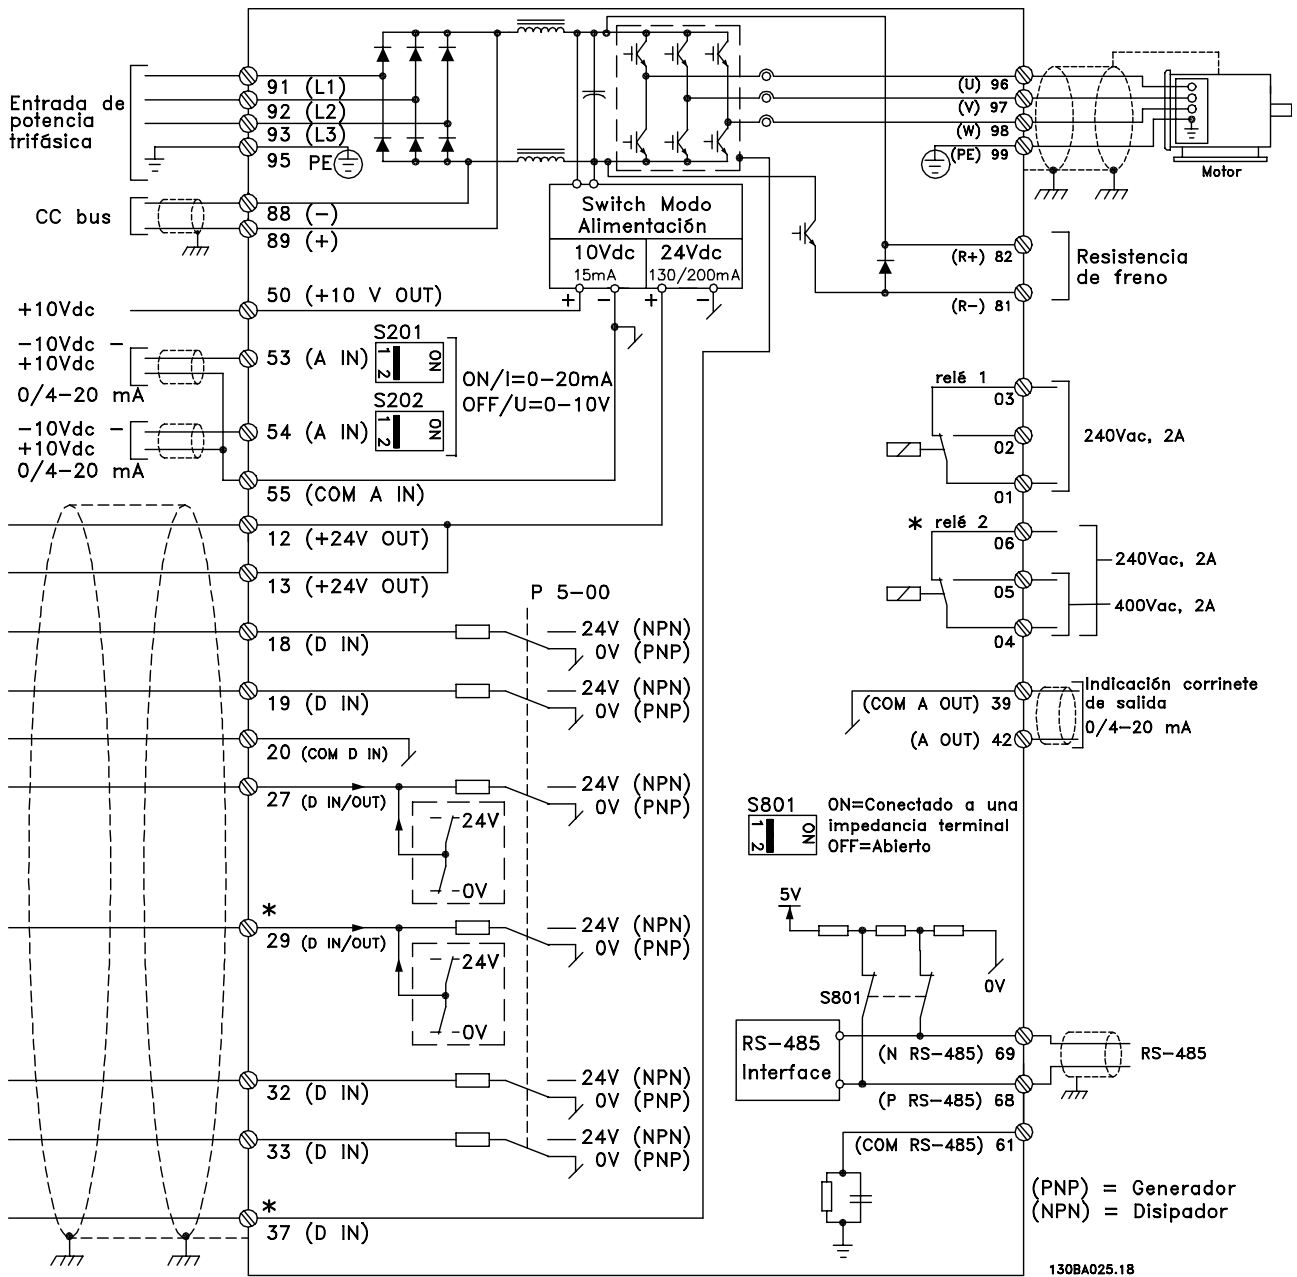 Entrada de
potencia
trifásica
91 (L1)
92 (L2)
93 (L3)
95 PE
CC bus
88 (−)
89 (+)
+10Vdc
50 (+10 V OUT)
−10Vdc −
+10Vdc
0/4−20 mA
53 (A IN)
S201
1 2
ON
S202
1 2
ON
ON/I=0−20mA
OFF/U=0−10V
−10Vdc −
+10Vdc
0/4−20 mA
54 (A IN)
55 (COM A IN)
12 (+24V OUT)
13 (+24V OUT)
P 5−00
18 (D IN)
24V (NPN)
0V (PNP)
19 (D IN)
24V (NPN)
0V (PNP)
20 (COM D IN)
27 (D IN/OUT)
24V (NPN)
0V (PNP)
24V
0V
*
29 (D IN/OUT)
24V (NPN)
0V (PNP)
24V
0V
32 (D IN)
24V (NPN)
0V (PNP)
33 (D IN)
24V (NPN)
0V (PNP)
*
37 (D IN)
Switch Modo
Alimentación
10Vdc
15mA
24Vdc
130/200mA
+ − + −
(U) 96
(V) 97
(W) 98
(PE) 99
Motor
(R+) 82
(R−) 81
Resistencia
de freno
relé 1
03
02
01
240Vac, 2A
* relé 2
06
05
04
240Vac, 2A
400Vac, 2A
(COM A OUT) 39
(A OUT) 42
Indicación corrinete
de salida
0/4−20 mA
S801
1 2
ON
ON=Conectado a una
impedancia terminal
OFF=Abierto
5V
S801
0V
RS−485
Interface
(N RS−485) 69
(P RS−485) 68
RS−485
(COM RS−485) 61
(PNP) = Generador
(NPN) = Disipador
130BA025.18